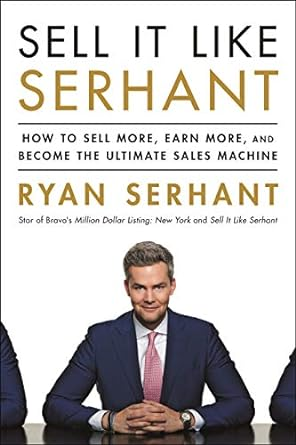 SELL IT LIKE
SERHANT
HOW TO SELL MORE, EARN MORE, AND
BECOME THE ULTIMATE SALES MACHINE
RYAN SERHANT
Star of Bravo's Million Dollar Listing: New York and Sell It Like Serhant